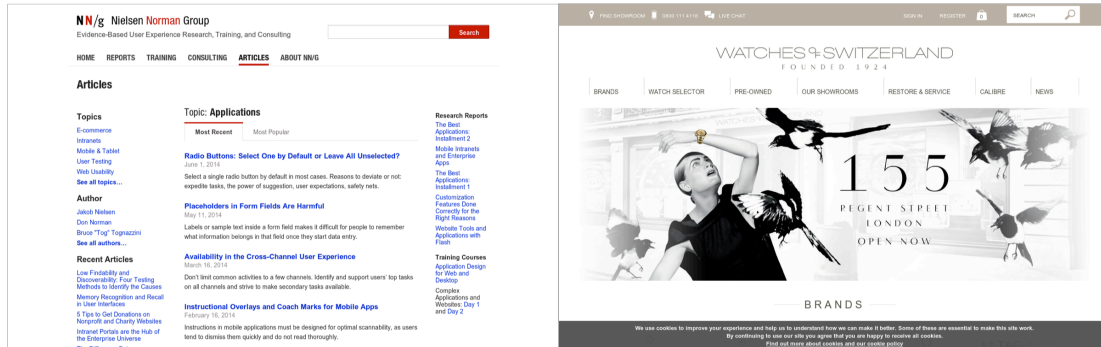 NN/g Nielsen Norman Group
Evidence-Based User Experience Research, Training, and Consulting
Search
HOME REPORTS TRAINING CONSULTING ARTICLES ABOUT NN/G
Articles
Topics
E-commerce
Intranets
Mobile & Tablet
User Testing
Web Usability
See all topics...
Author
Jakob Nielsen
Don Norman
Bruce "Tog" Tognazzini
See all authors...
Recent Articles
Low Findability and
Discoverability: Four Testing
Methods to Identify the Causes
Memory Recognition and Recall
in User Interfaces
5 Tips to Get Donations on
Nonprofit and Charity Websites
Intranet Portals are the Hub of
the Enterprise Universe
Topic: Applications
Most Recent Most Popular
Radio Buttons: Select One by Default or Leave All Unselected?
June 1, 2014
Select a single radio button by default in most cases. Reasons to deviate or not:
expedite tasks, the power of suggestion, user expectations, safety nets.
Placeholders in Form Fields Are Harmful
May 11, 2014
Labels or sample text inside a form field makes it difficult for people to remember
what information belongs in that field once they start data entry.
Availability in the Cross-Channel User Experience
March 16, 2014
Don't limit common activities to a few channels. Identify and support users' top tasks
on all channels and strive to make secondary tasks available.
Instructional Overlays and Coach Marks for Mobile Apps
February 16, 2014
Instructions in mobile applications must be designed for optimal scannability, as users
tend to dismiss them quickly and do not read thoroughly.
Research Reports
The Best
Applications:
Installment 2
Mobile Intranets
and Enterprise
Apps
The Best
Applications:
Installment 1
Customization
Features Done
Correctly for the
Right Reasons
Website Tools and
Applications with
Flash
Training Courses
Application Design
for Web and
Desktop
Complex
Applications and
Websites: Day 1
and Day 2
FIND SHOWROOM 0800 111 4116 LIVE CHAT SIGN IN REGISTER 0 SEARCH
WATCHES OF SWITZERLAND
FOUNDED 1924
BRANDS WATCH SELECTOR PRE-OWNED OUR SHOWROOMS RESTORE & SERVICE CALIBRE NEWS
155
REGENT STREET
LONDON
OPEN NOW
BRANDS
We use cookies to improve your experience and help us to understand how we can make it better. Some of these are essential to make this site work.
By continuing to use our site you agree that you are happy to receive all cookies.
Find out more about cookies and our cookie policy